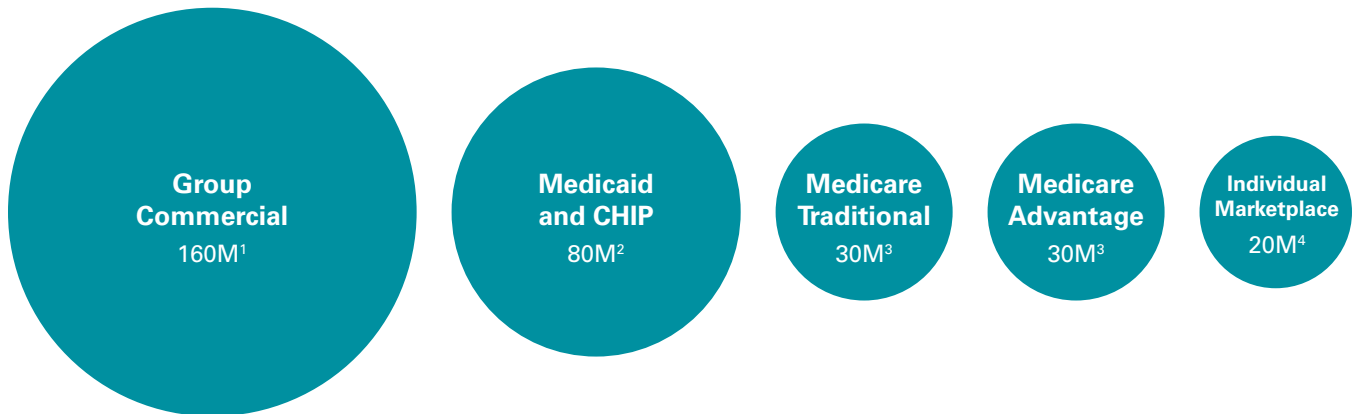 Group
Commercial
160M¹
Medicaid
and CHIP
80M²
Medicare
Traditional
30M³
Medicare
Advantage
30M³
Individual
Marketplace
20M⁴